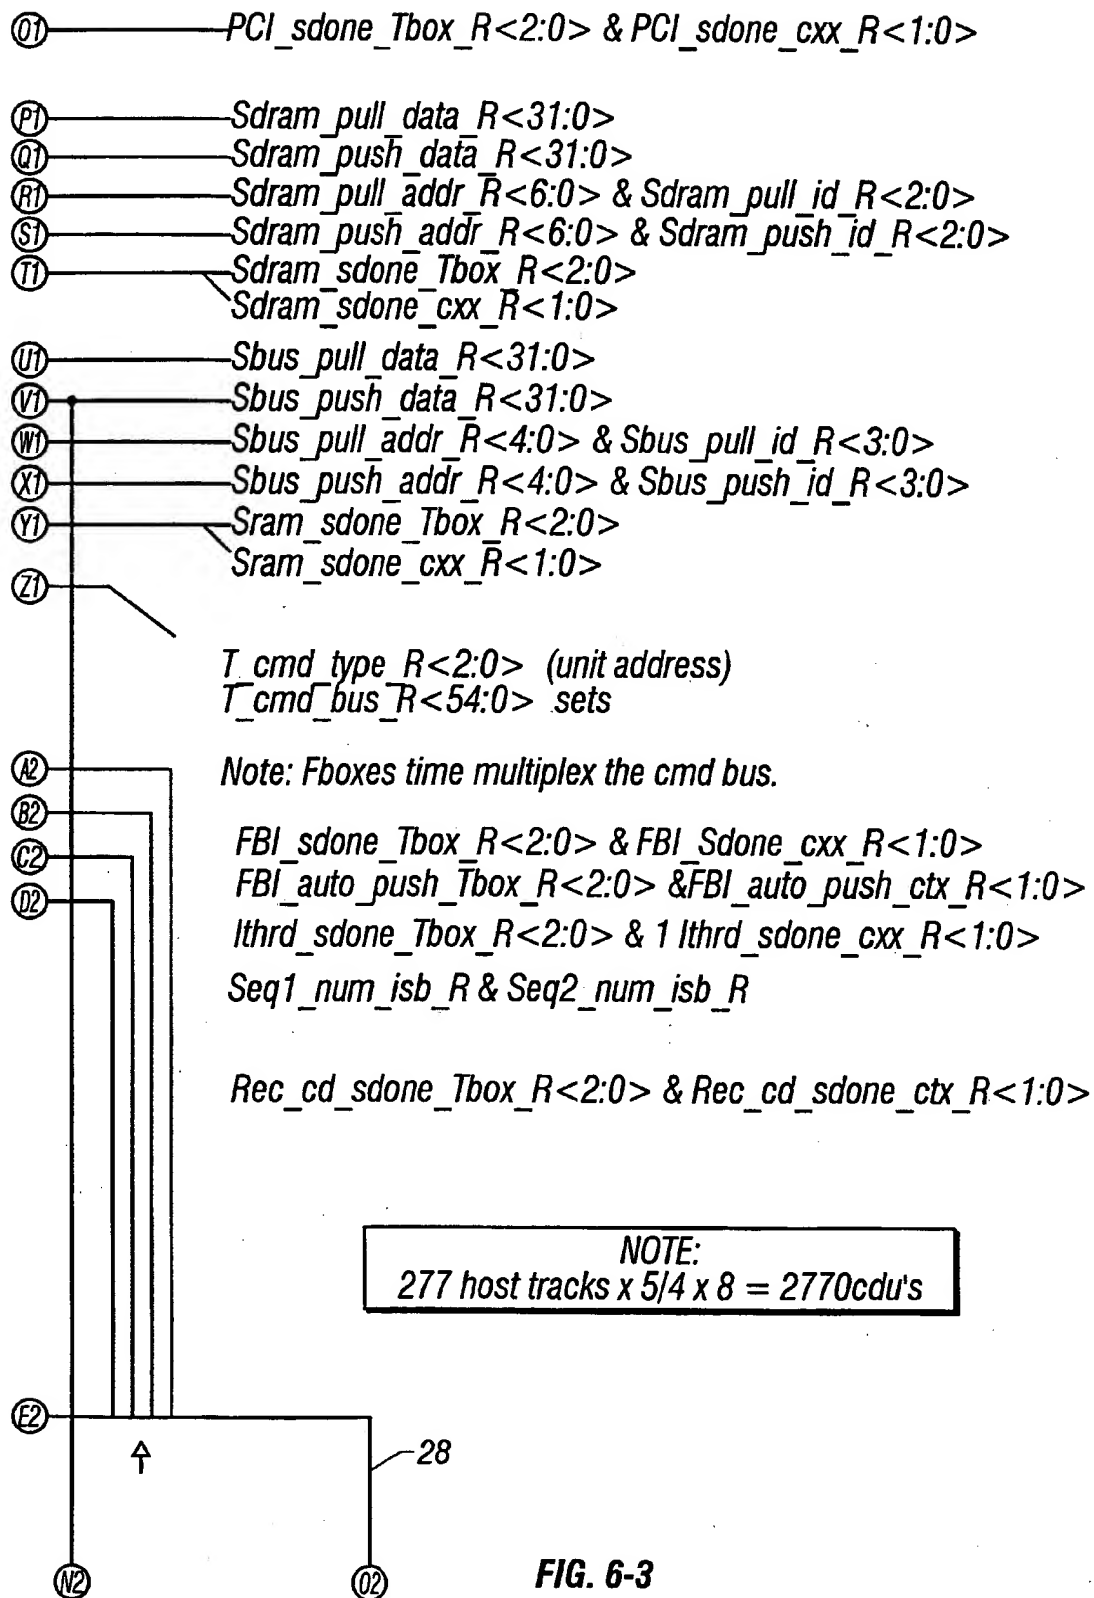 O1 PCI_sdone_Tbox_R<2:0> & PCI_sdone_cxx_R<1:0>
P1 Sdram_pull_data_R<31:0>
Q1 Sdram_push_data_R<31:0>
R1 Sdram_pull_addr_R<6:0> & Sdram_pull_id_R<2:0>
S1 Sdram_push_addr_R<6:0> & Sdram_push_id_R<2:0>
T1 Sdram_sdone_Tbox_R<2:0>
Sdram_sdone_cxx_R<1:0>
U1 Sbus_pull_data_R<31:0>
V1 Sbus_push_data_R<31:0>
W1 Sbus_pull_addr_R<4:0> & Sbus_pull_id_R<3:0>
X1 Sbus_push_addr_R<4:0> & Sbus_push_id_R<3:0>
Y1 Sram_sdone_Tbox_R<2:0>
Sram_sdone_cxx_R<1:0>
Z1
T_cmd_type_R<2:0> (unit address)
T_cmd_bus_R<54:0> sets
A2 Note: Fboxes time multiplex the cmd bus.
B2
FBI_sdone_Tbox_R<2:0> & FBI_Sdone_cxx_R<1:0>
C2
FBI_auto_push_Tbox_R<2:0> &FBI_auto_push_ctx_R<1:0>
D2
Ithrd_sdone_Tbox_R<2:0> & 1 Ithrd_sdone_cxx_R<1:0>
Seq1_num_isb_R & Seq2_num_isb_R
Rec_cd_sdone_Tbox_R<2:0> & Rec_cd_sdone_ctx_R<1:0>
NOTE:
277 host tracks x 5/4 x 8 = 2770cdu's
E2
28
N2 O2 FIG. 6-3